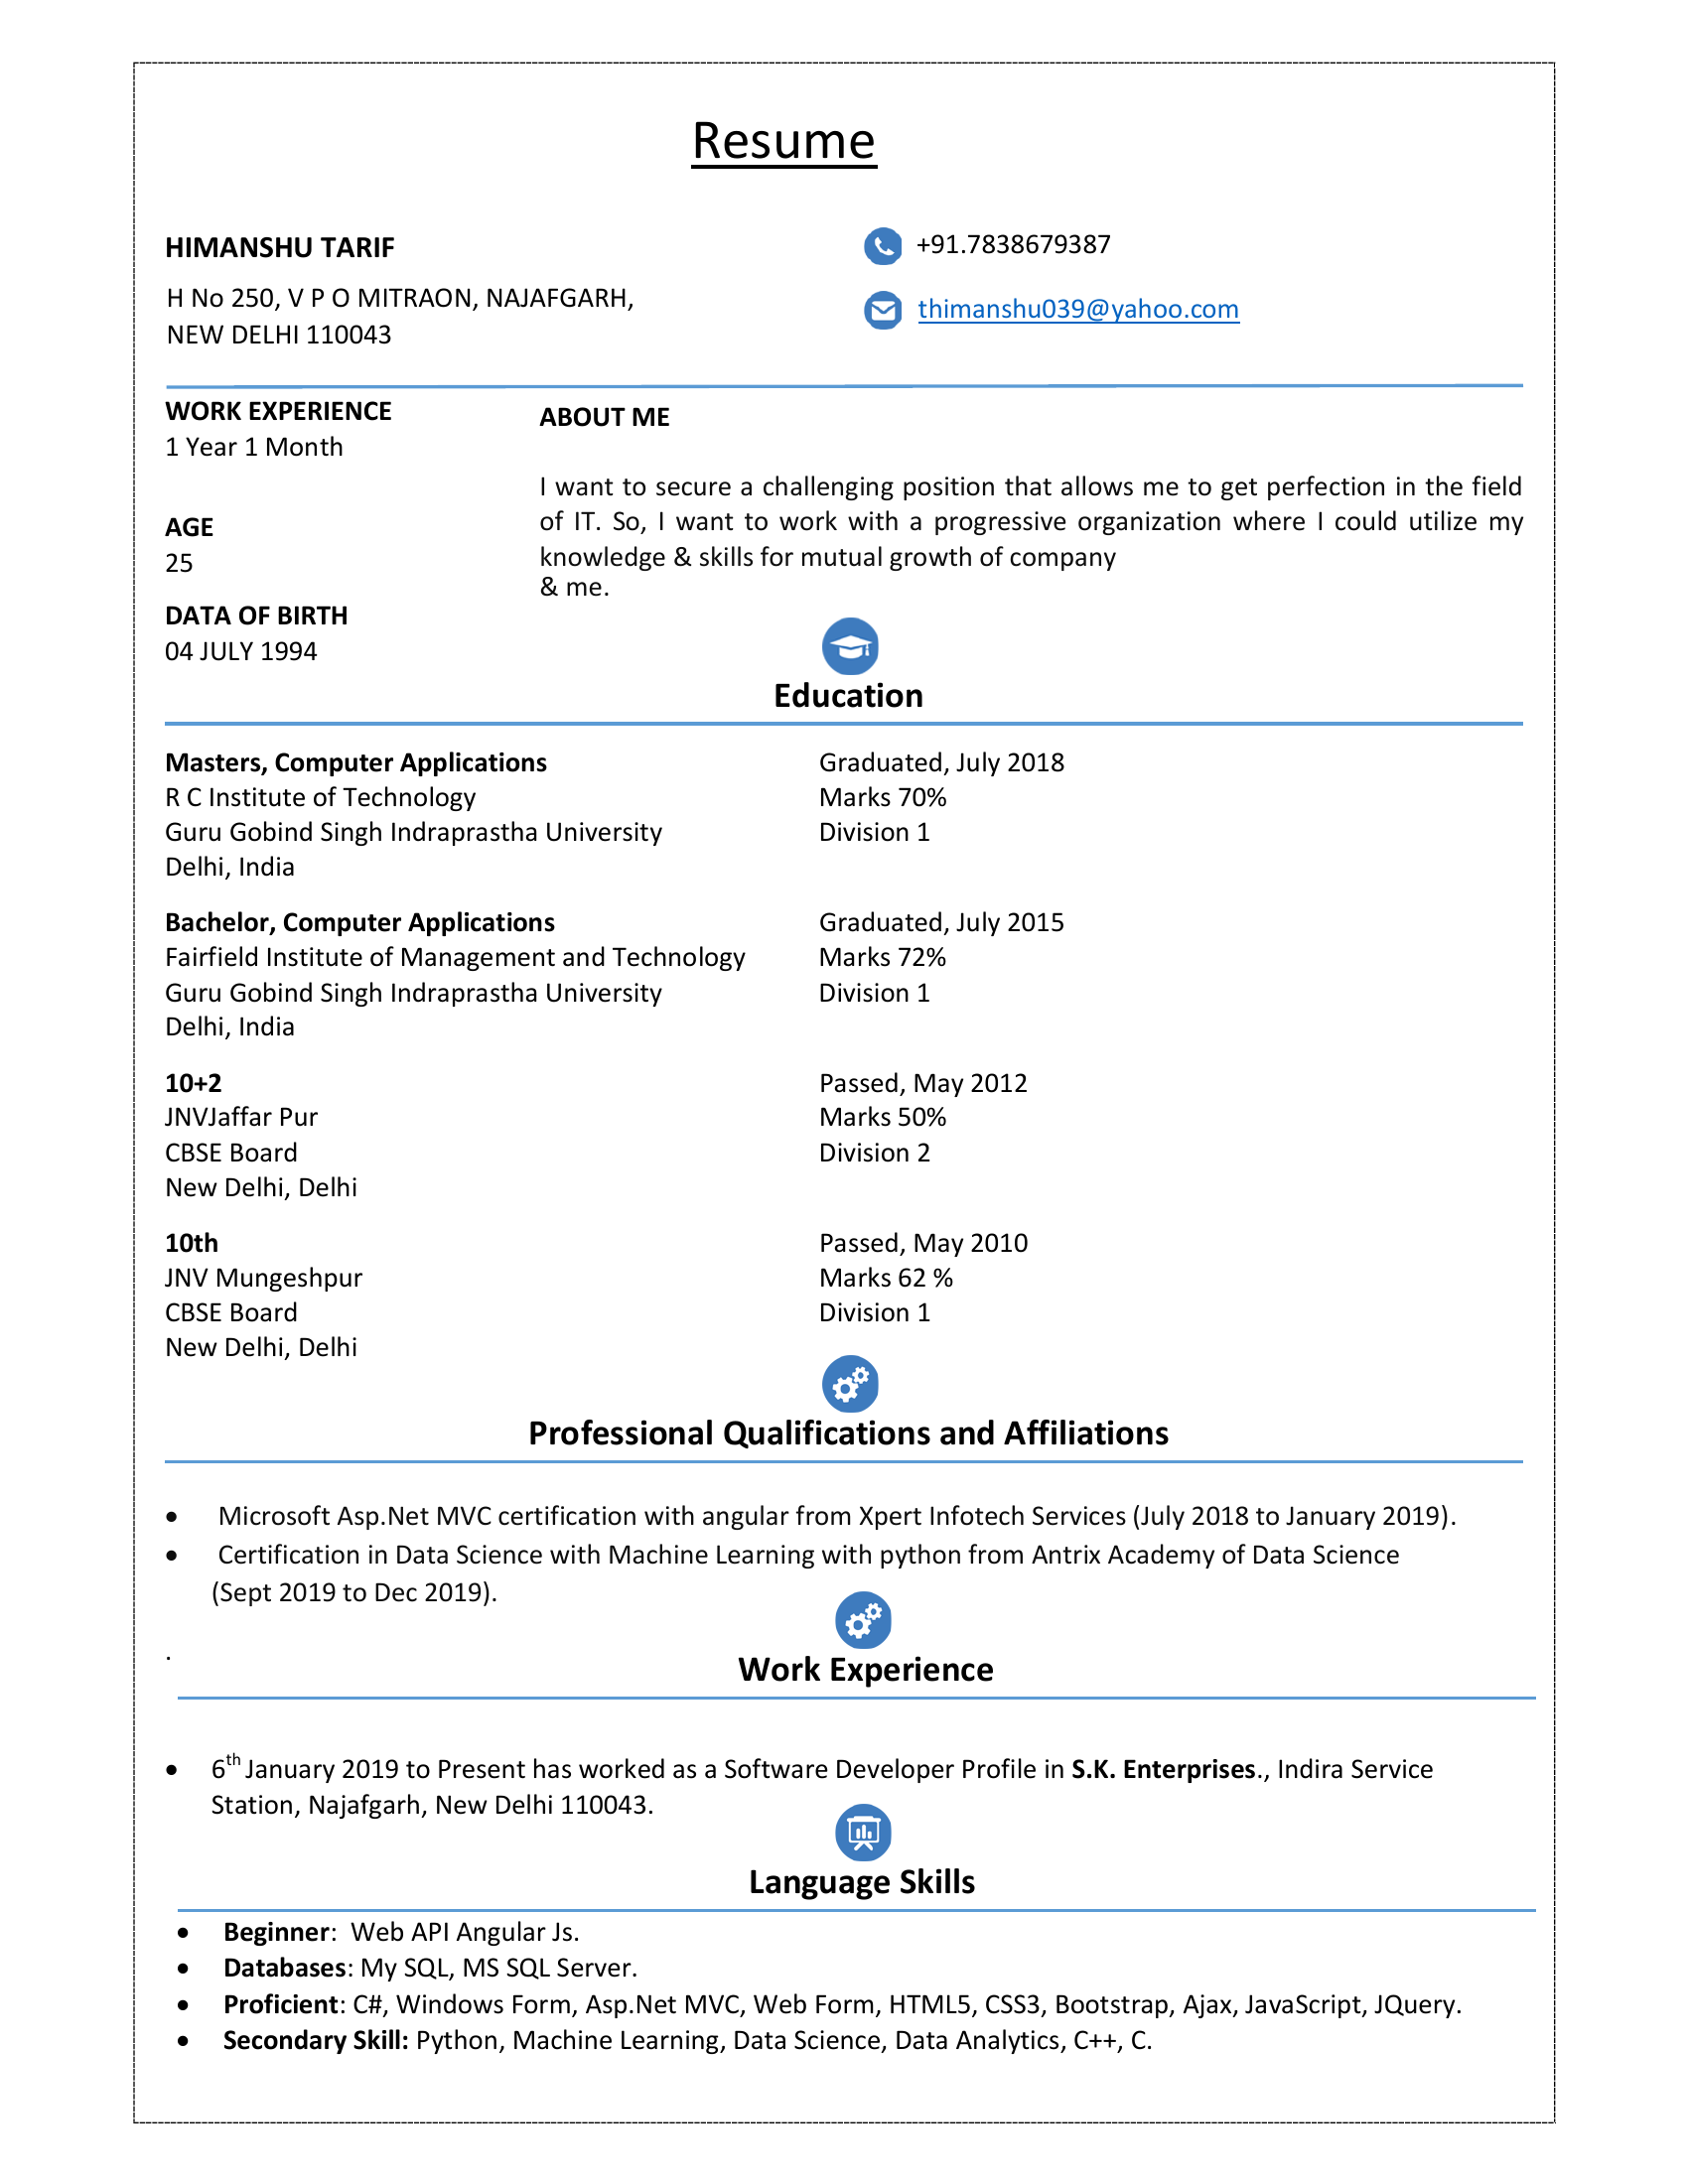 Resume
HIMANSHU TARIF
+91.7838679387
H No 250, V P O MITRAON, NAJAFGARH,
NEW DELHI 110043
thimanshu039@yahoo.com
WORK EXPERIENCE
1 Year 1 Month
AGE
25
DATA OF BIRTH
04 JULY 1994
ABOUT ME
I want to secure a challenging position that allows me to get perfection in the field
of IT. So, I want to work with a progressive organization where I could utilize my
knowledge & skills for mutual growth of company
& me.
Education
Masters, Computer Applications
R C Institute of Technology
Guru Gobind Singh Indraprastha University
Delhi, India
Graduated, July 2018
Marks 70%
Division 1
Bachelor, Computer Applications
Fairfield Institute of Management and Technology
Guru Gobind Singh Indraprastha University
Delhi, India
Graduated, July 2015
Marks 72%
Division 1
10+2
JNVJaffar Pur
CBSE Board
New Delhi, Delhi
Passed, May 2012
Marks 50%
Division 2
10th
JNV Mungeshpur
CBSE Board
New Delhi, Delhi
Passed, May 2010
Marks 62 %
Division 1
Professional Qualifications and Affiliations
• Microsoft Asp.Net MVC certification with angular from Xpert Infotech Services (July 2018 to January 2019).
• Certification in Data Science with Machine Learning with python from Antrix Academy of Data Science
(Sept 2019 to Dec 2019).
.
Work Experience
• 6th January 2019 to Present has worked as a Software Developer Profile in S.K. Enterprises., Indira Service
Station, Najafgarh, New Delhi 110043.
Language Skills
• Beginner: Web API Angular Js.
• Databases: My SQL, MS SQL Server.
• Proficient: C#, Windows Form, Asp.Net MVC, Web Form, HTML5, CSS3, Bootstrap, Ajax, JavaScript, JQuery.
• Secondary Skill: Python, Machine Learning, Data Science, Data Analytics, C++, C.